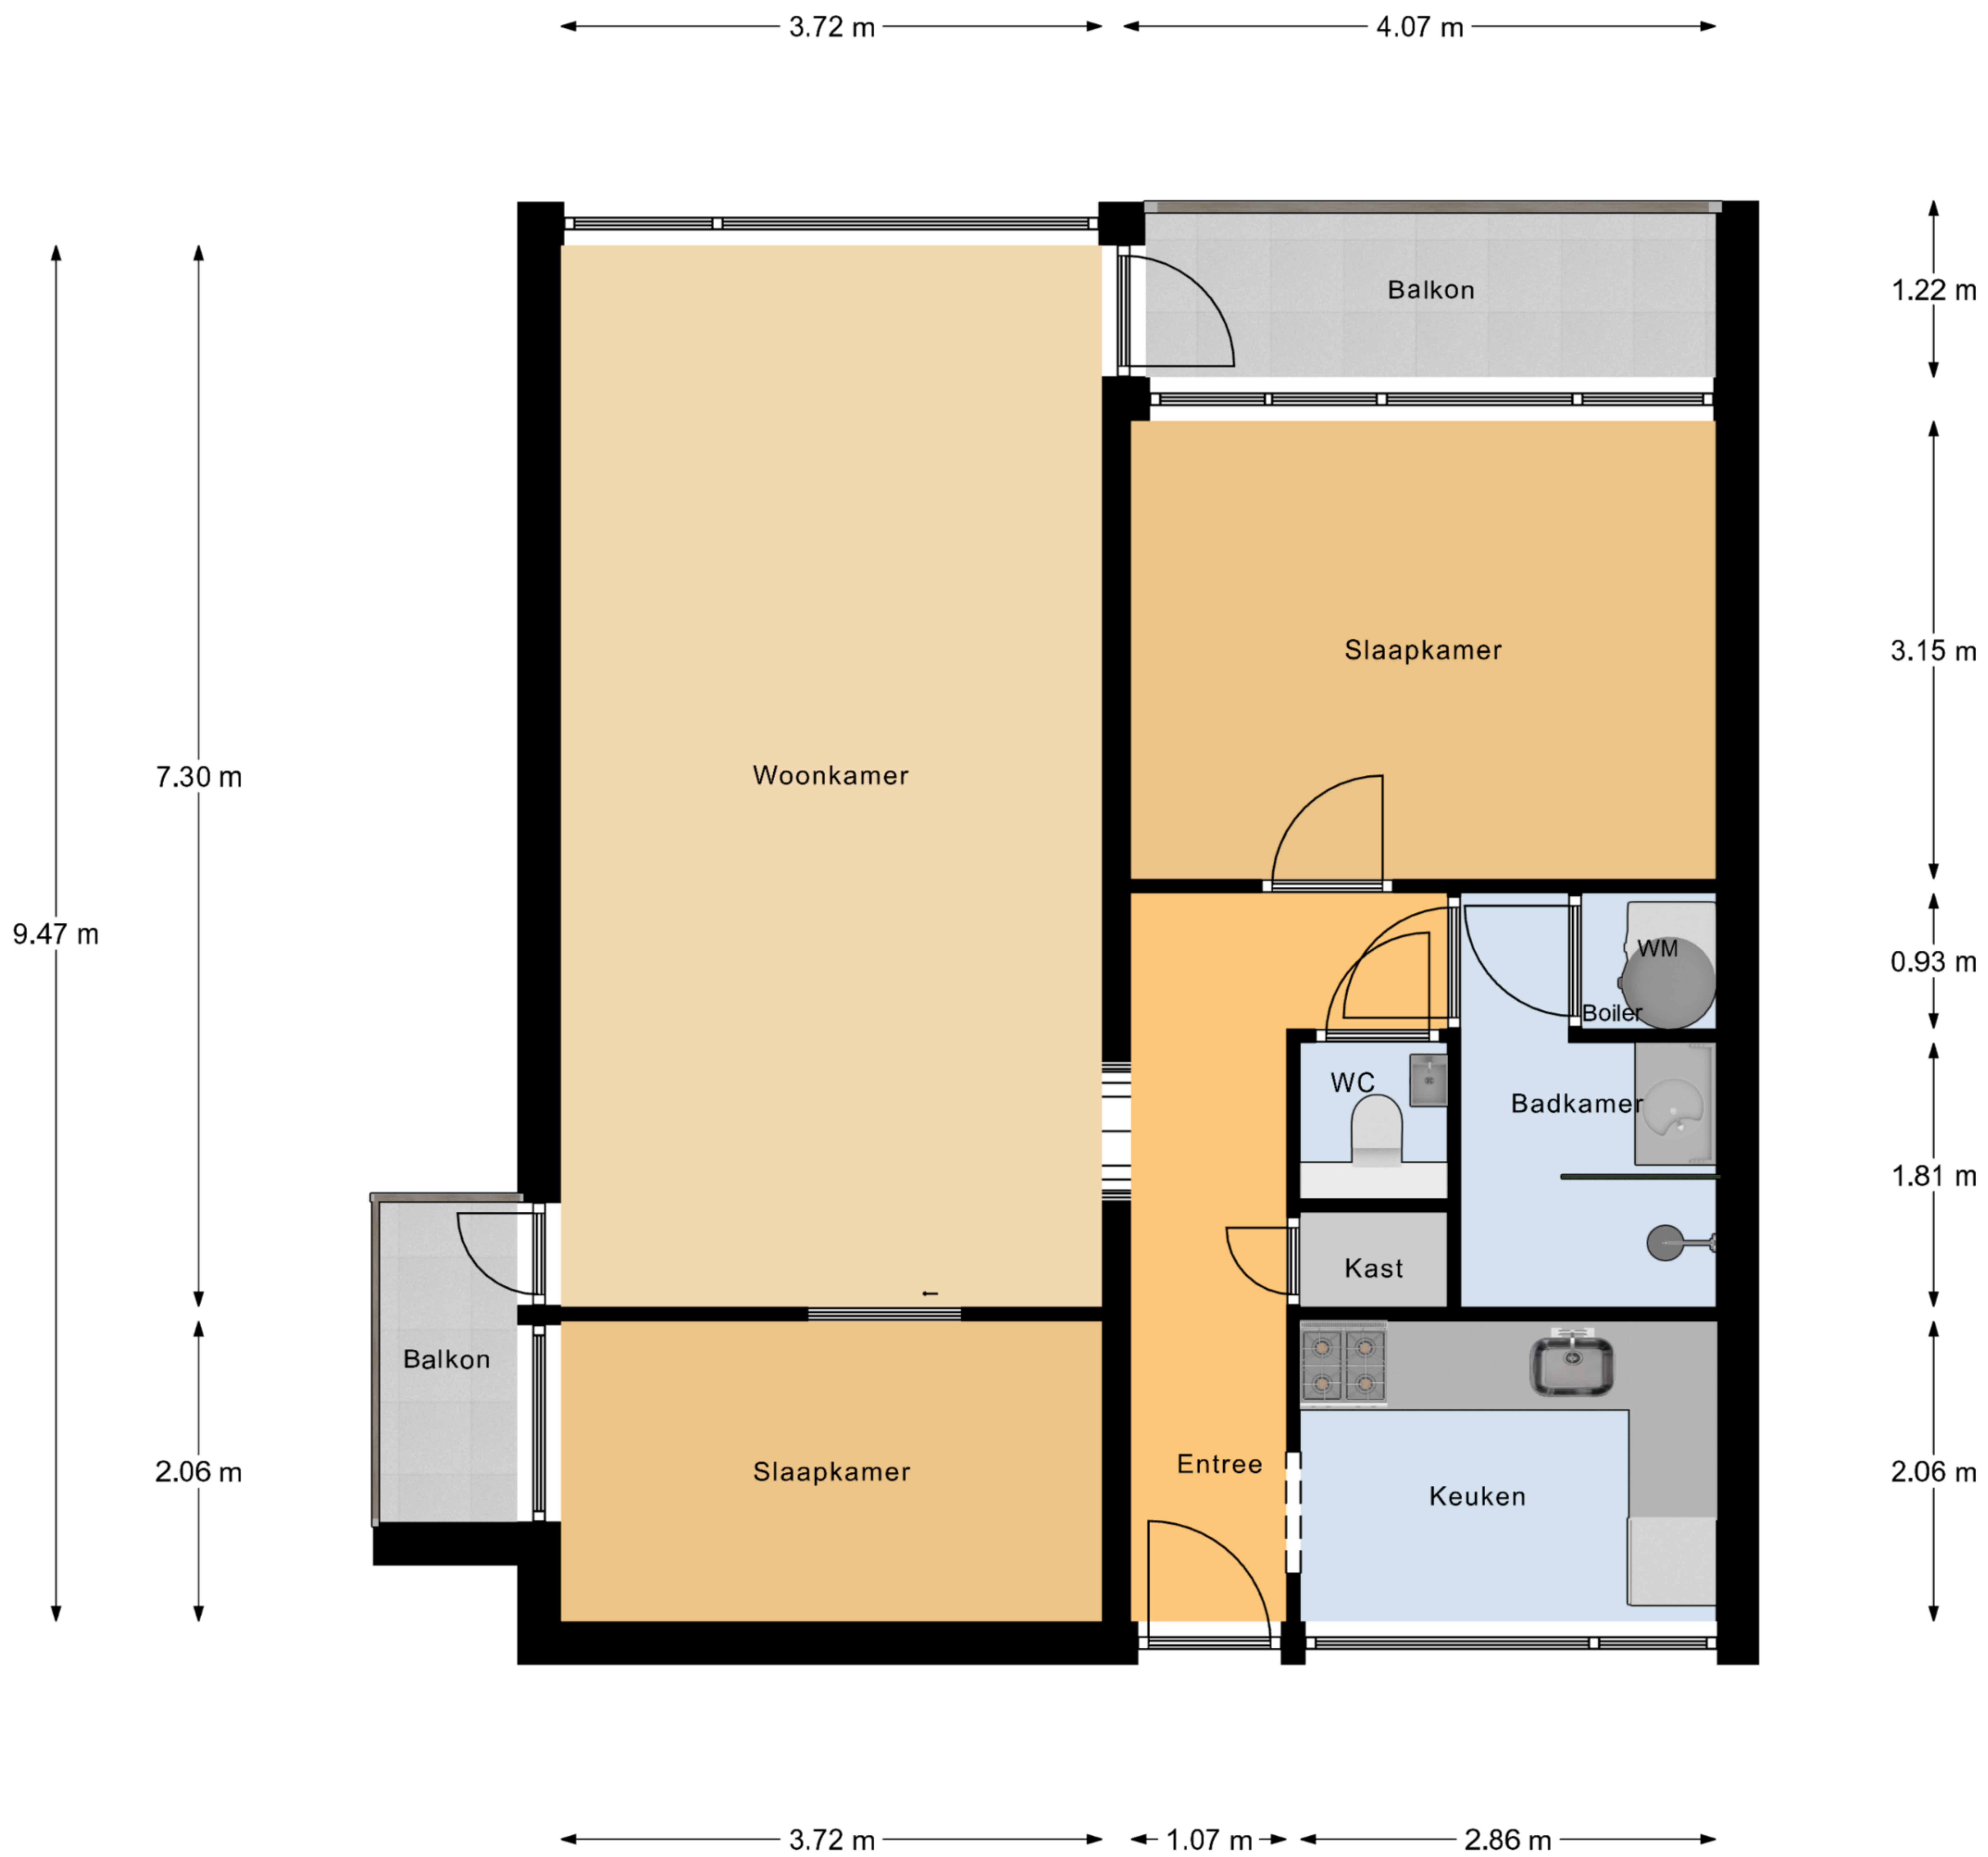 3.72 m
4.07 m
Balkon
1.22 m
Slaapkamer
3.15 m
Woonkamer
7.30 m
9.47 m
WM
0.93 m
Boiler
WC
Badkamer
1.81 m
Kast
Balkon
Entree
Slaapkamer
2.06 m
2.06 m
Keuken
3.72 m
1.07 m
2.86 m